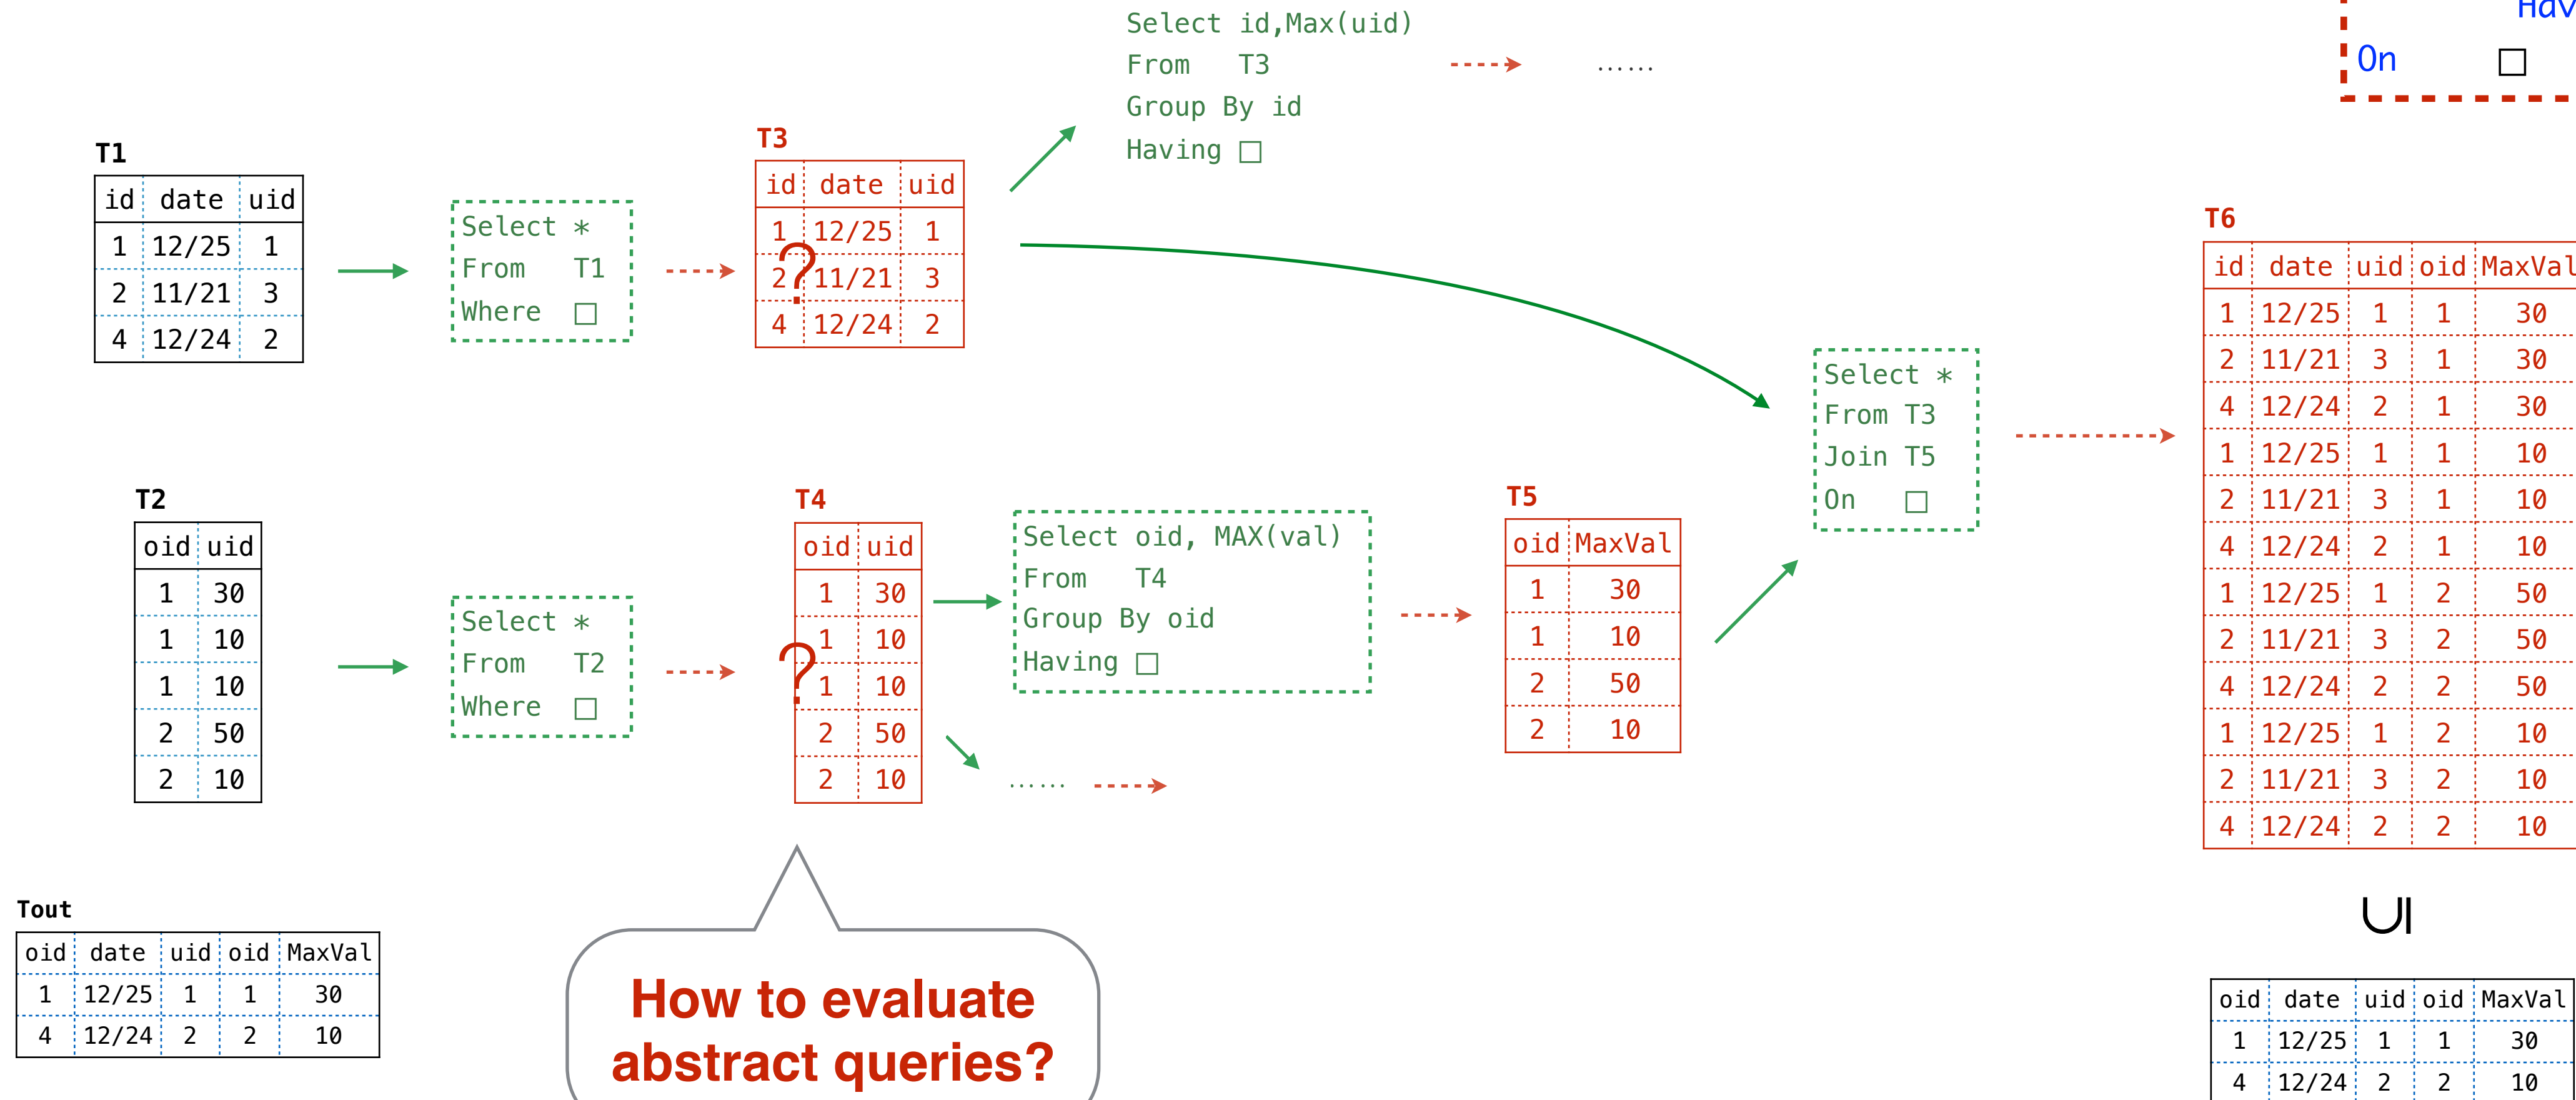 Select id,Max(uid)
From T3
Group By id
Having □
……
Hav
On □
T1
id date uid
1 12/25 1
2 11/21 3
4 12/24 2
Select *
From T1
Where □
T3
id date uid
1 12/25 1
2 11/21 3
4 12/24 2
?
T6
id date uid oid MaxVal
1 12/25 1 1 30
2 11/21 3 1 30
4 12/24 2 1 30
1 12/25 1 1 10
2 11/21 3 1 10
4 12/24 2 1 10
1 12/25 1 2 50
2 11/21 3 2 50
4 12/24 2 2 50
1 12/25 1 2 10
2 11/21 3 2 10
4 12/24 2 2 10
Select *
From T3
Join T5
On □
T2
oid uid
1 30
1 10
1 10
2 50
2 10
Select *
From T2
Where □
T4
oid uid
1 30
1 10
1 10
2 50
2 10
?
Select oid, MAX(val)
From T4
Group By oid
Having □
……
T5
oid MaxVal
1 30
1 10
2 50
2 10
Tout
oid date uid oid MaxVal
1 12/25 1 1 30
4 12/24 2 2 10
How to evaluate
abstract queries?
⊆
oid date uid oid MaxVal
1 12/25 1 1 30
4 12/24 2 2 10